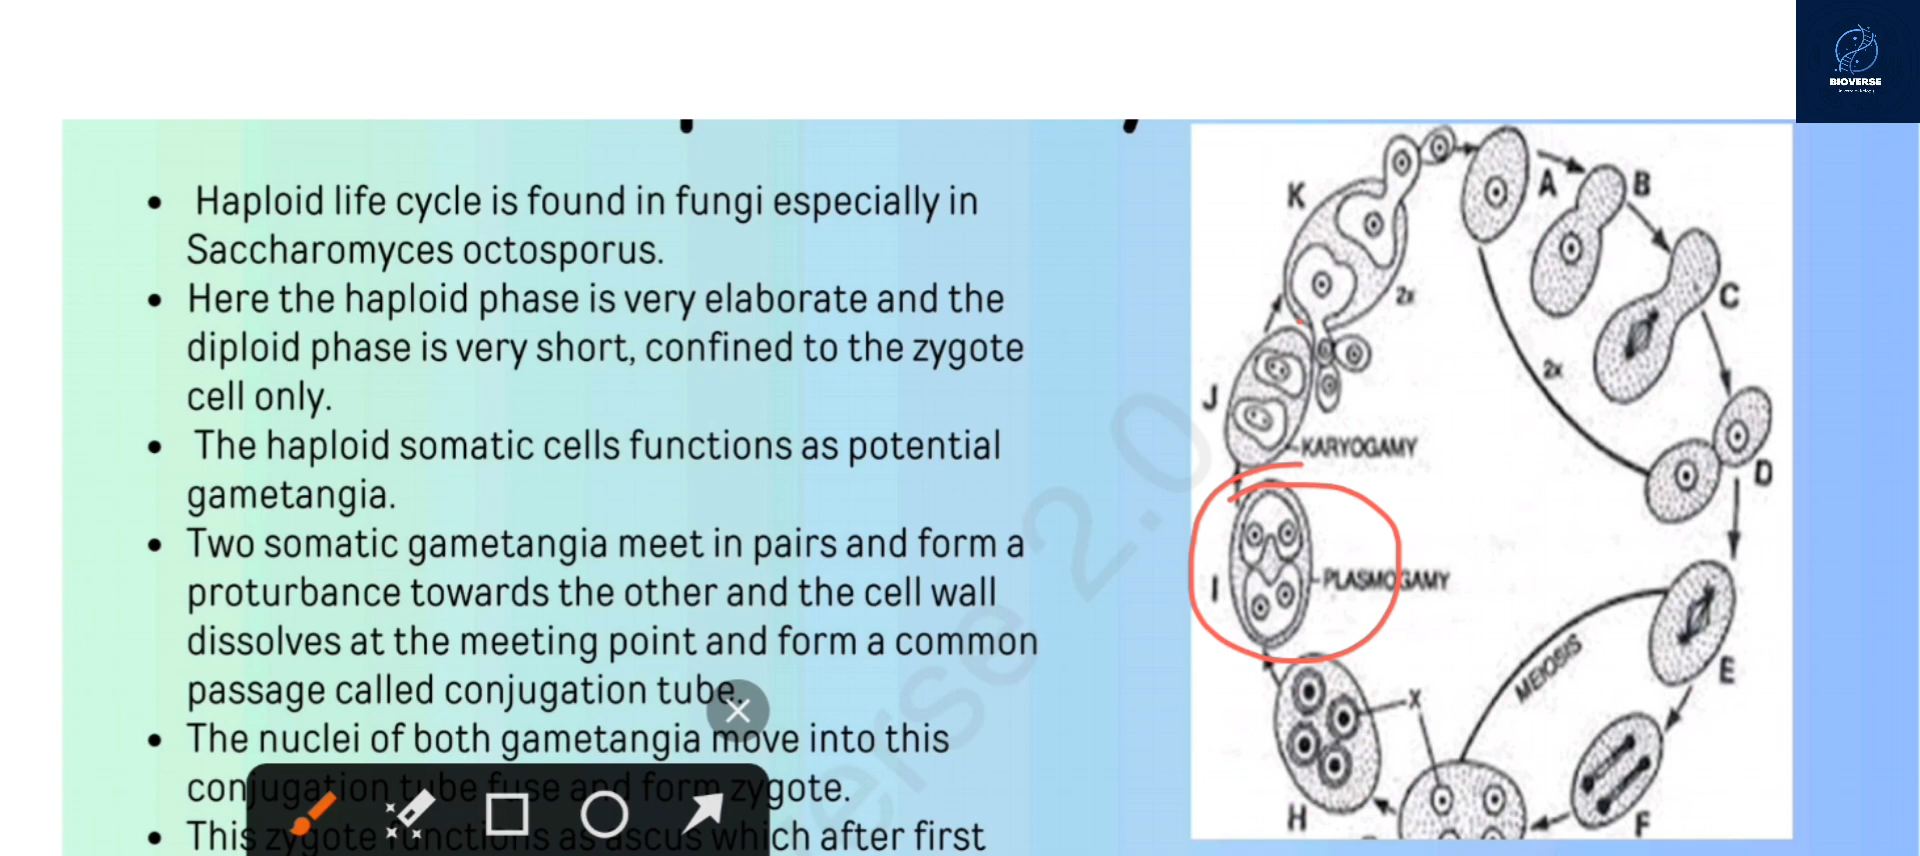 BIOVERSE
• Haploid life cycle is found in fungi especially in
Saccharomyces octosporus.
• Here the haploid phase is very elaborate and the
diploid phase is very short, confined to the zygote
cell only.
• The haploid somatic cells functions as potential
gametangia.
• Two somatic gametangia meet in pairs and form a
proturbance towards the other and the cell wall
dissolves at the meeting point and form a common
passage called conjugation tube.
• The nuclei of both gametangia move into this
conjugation tube fuse and form zygote.
• This zygote functions as ascus which after first
K
A
B
2x
C
2x
J
KARYOGAMY
D
I
PLASMOGAMY
MEIOSIS
E
X
H
F
erse 2.0